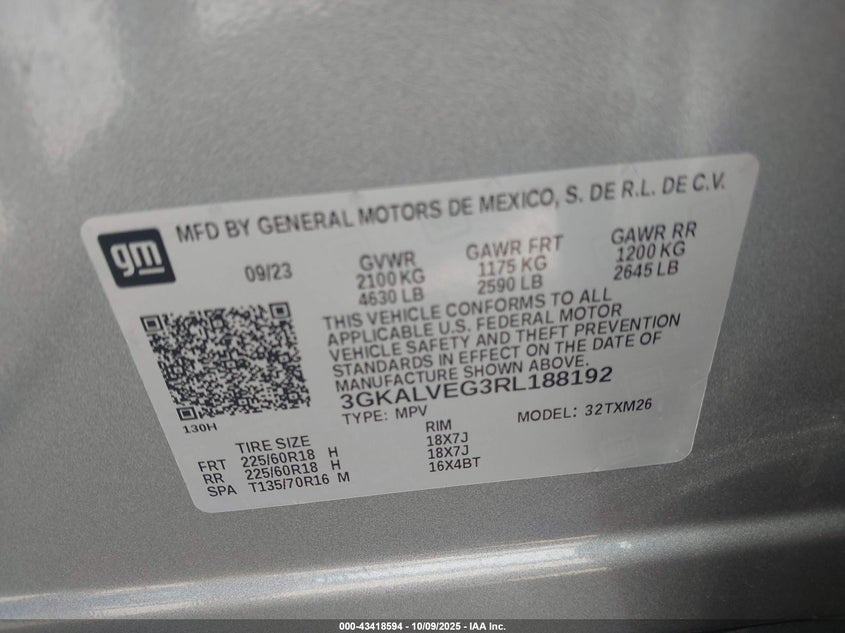 gm
MFD BY GENERAL MOTORS DE MEXICO, S. DE R.L. DE C.V.
09/23
GVWR
2100 KG
4630 LB
GAWR FRT
1175 KG
2590 LB
GAWR RR
1200 KG
2645 LB
THIS VEHICLE CONFORMS TO ALL
APPLICABLE U.S. FEDERAL MOTOR
VEHICLE SAFETY AND THEFT PREVENTION
STANDARDS IN EFFECT ON THE DATE OF
MANUFACTURE SHOWN ABOVE.
3GKALVEG3RL188192
TYPE: MPV MODEL: 32TXM26
130H
TIRE SIZE RIM
FRT 225/60R18 H 18X7J
RR 225/60R18 H 18X7J
SPA T135/70R16 M 16X4BT
000-43418594 - 10/09/2025 - IAA Inc.